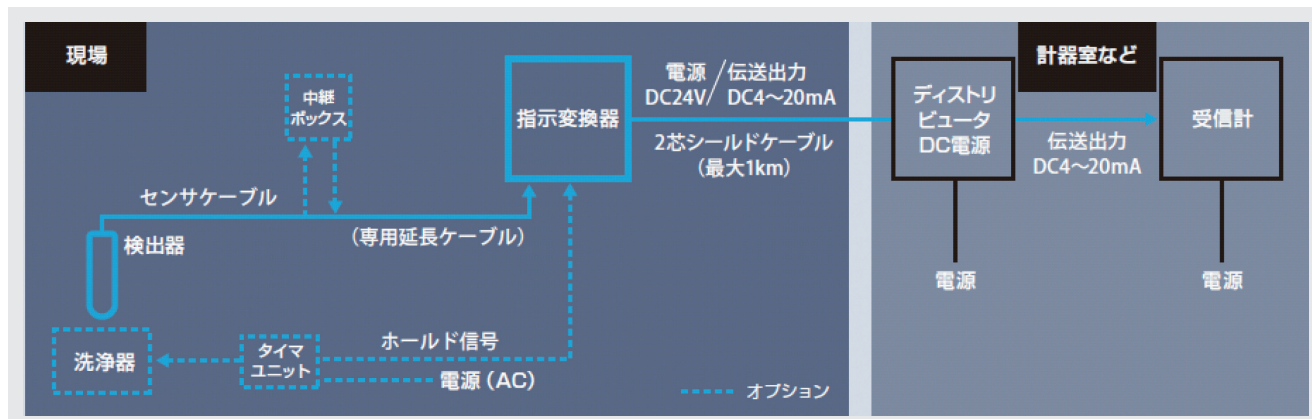 現場
計器室など
中継
ボックス
指示変換器
電源/伝送出力
DC24V/ DC4〜20mA
2芯シールドケーブル
(最大1km)
ディストリ
ビュータ
DC電源
伝送出力
DC4〜20mA
受信計
センサケーブル
(専用延長ケーブル)
検出器
電源
電源
洗浄器
タイマ
ユニット
ホールド信号
電源(AC)
オプション